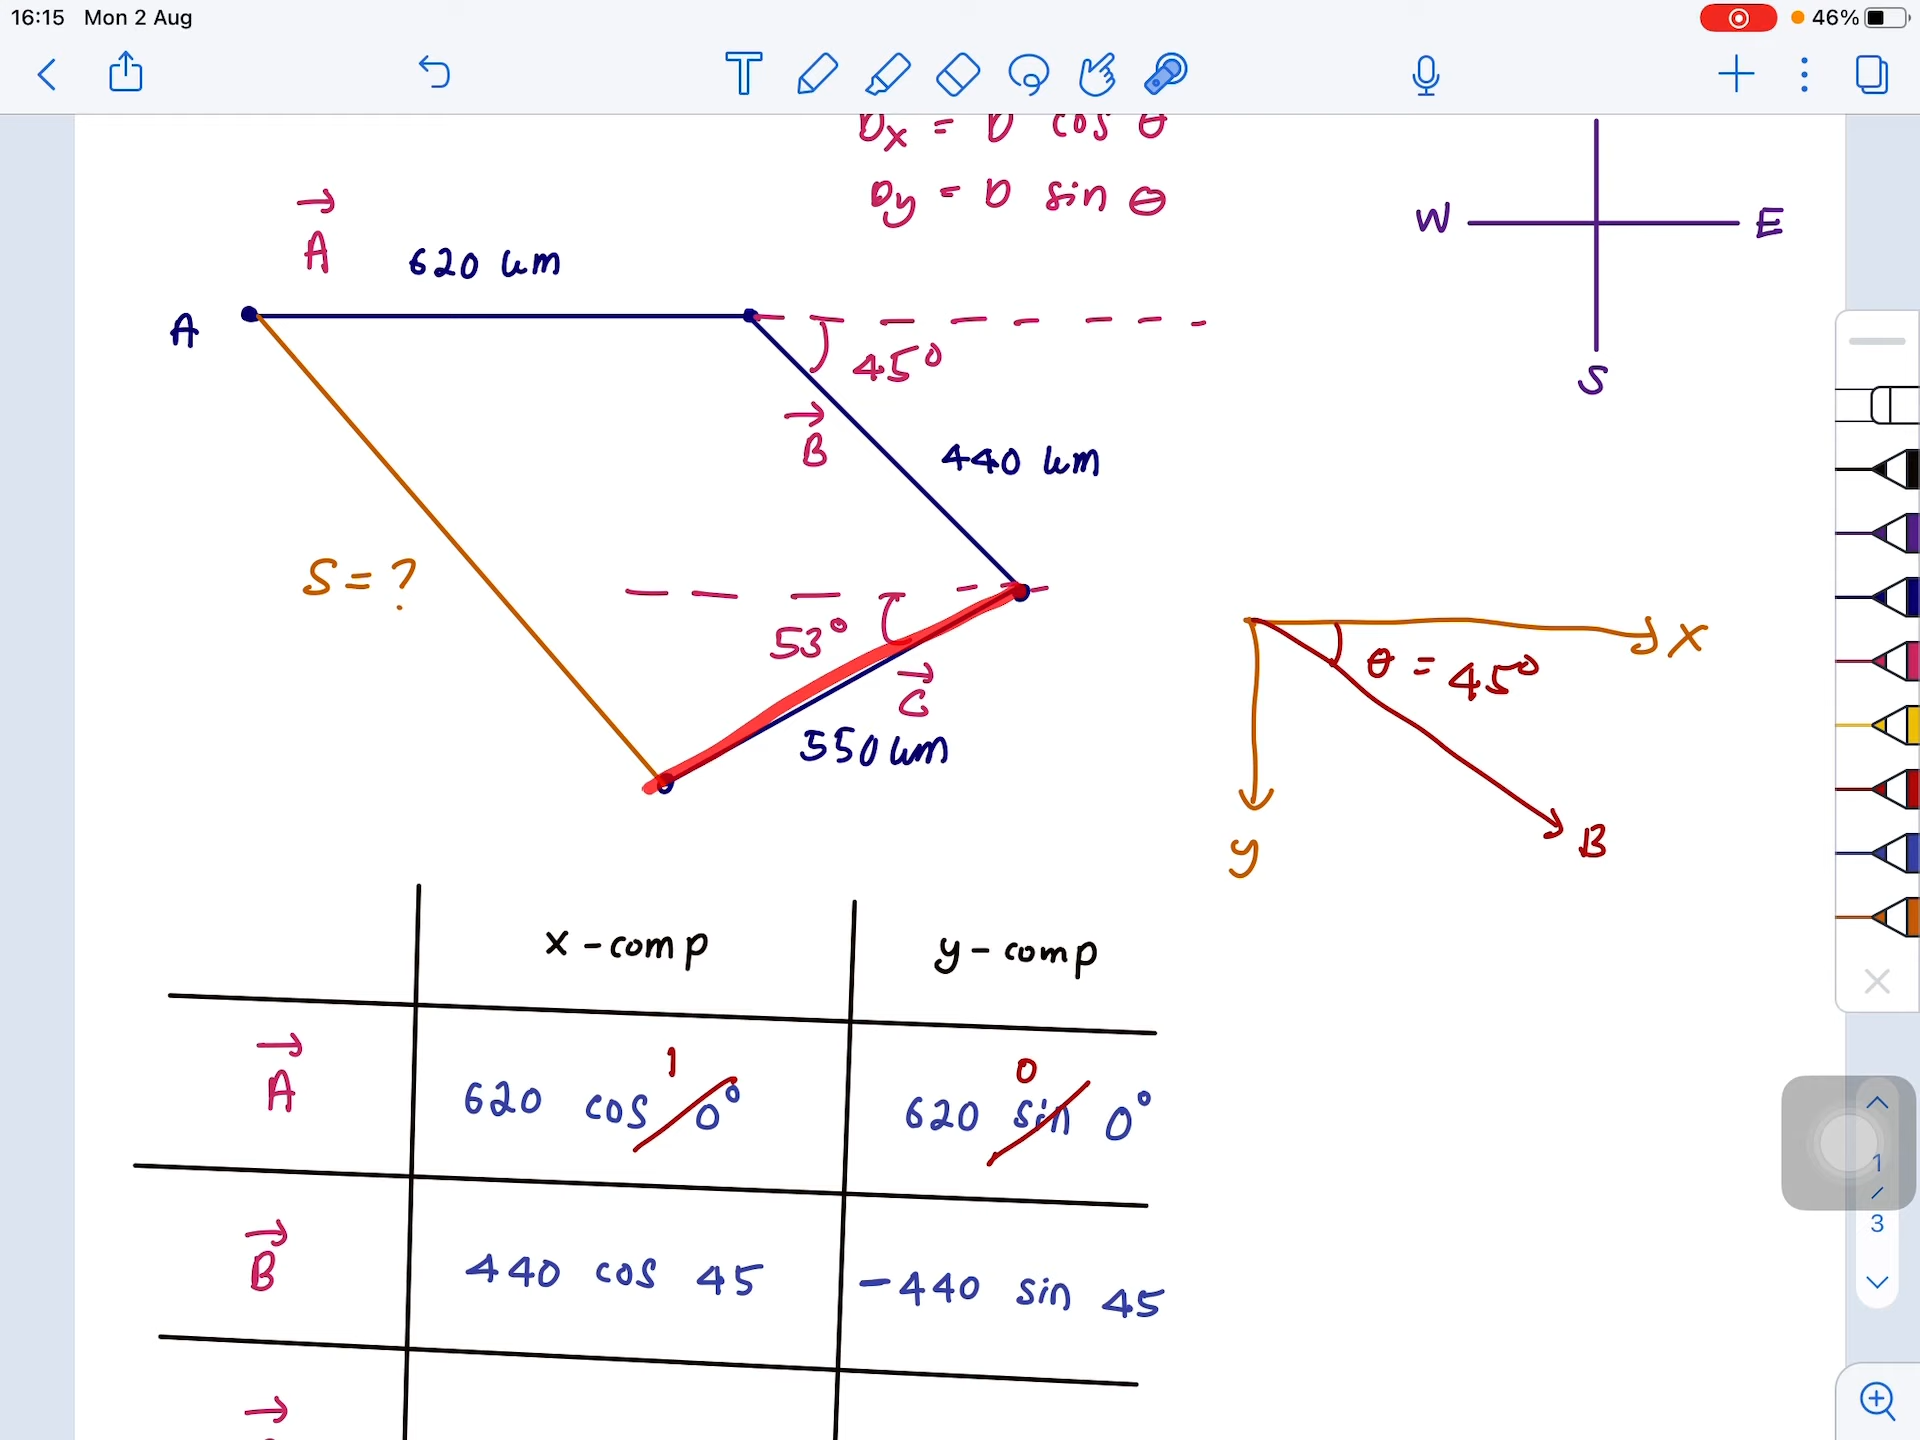 16:15 Mon 2 Aug
46%
Dx = D cos θ
Dy = D sin θ
W E
S
A
620 km
A
45°
B
440 km
S = ?
53°
C
550 km
x
θ = 45°
B
y
x-comp y-comp
1 0
A 620 cos 0° 620 sin 0°
B 440 cos 45 -440 sin 45
1
/
3